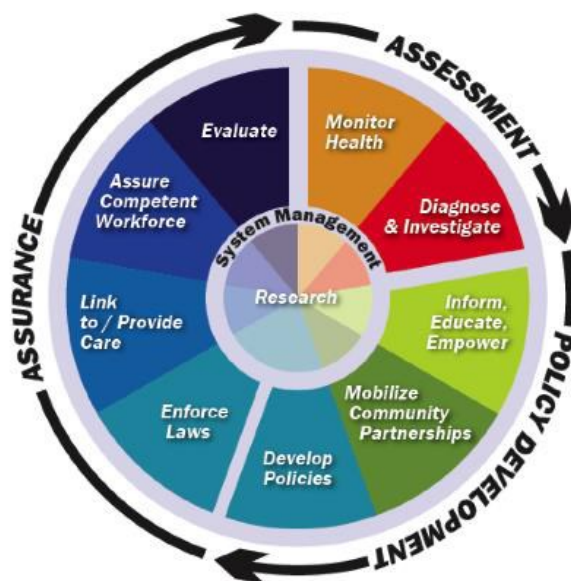 ASSESSMENT
POLICY DEVELOPMENT
ASSURANCE
Monitor
Health
Diagnose
& Investigate
Inform,
Educate,
Empower
Mobilize
Community
Partnerships
Develop
Policies
Enforce
Laws
Link
to / Provide
Care
Assure
Competent
Workforce
Evaluate
System Management
Research